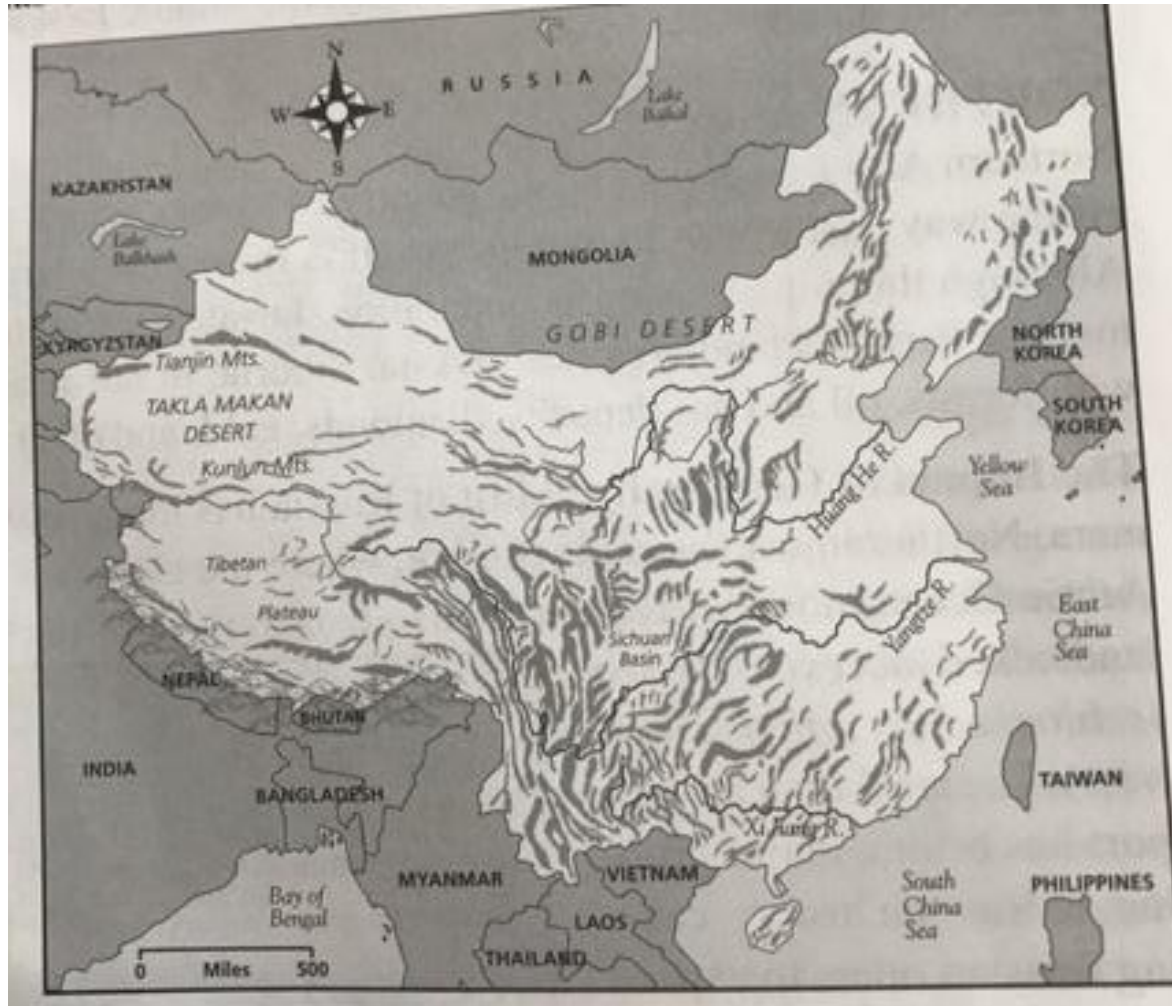 N
W E
S
RUSSIA
Lake
Baikal
KAZAKHSTAN
Lake
Balkhash
MONGOLIA
GOBI DESERT
KYRGYZSTAN
Tianjin Mts.
NORTH
KOREA
TAKLA MAKAN
DESERT
SOUTH
KOREA
Kunlun Mts.
Huang He R.
Yellow
Sea
Tibetan
Plateau
Sichuan
Basin
Yangtze R.
East
China
Sea
NEPAL
BHUTAN
INDIA
BANGLADESH
TAIWAN
Xi Jiang R.
MYANMAR
VIETNAM
South
China
Sea
PHILIPPINES
Bay of
Bengal
LAOS
THAILAND
0 Miles 500